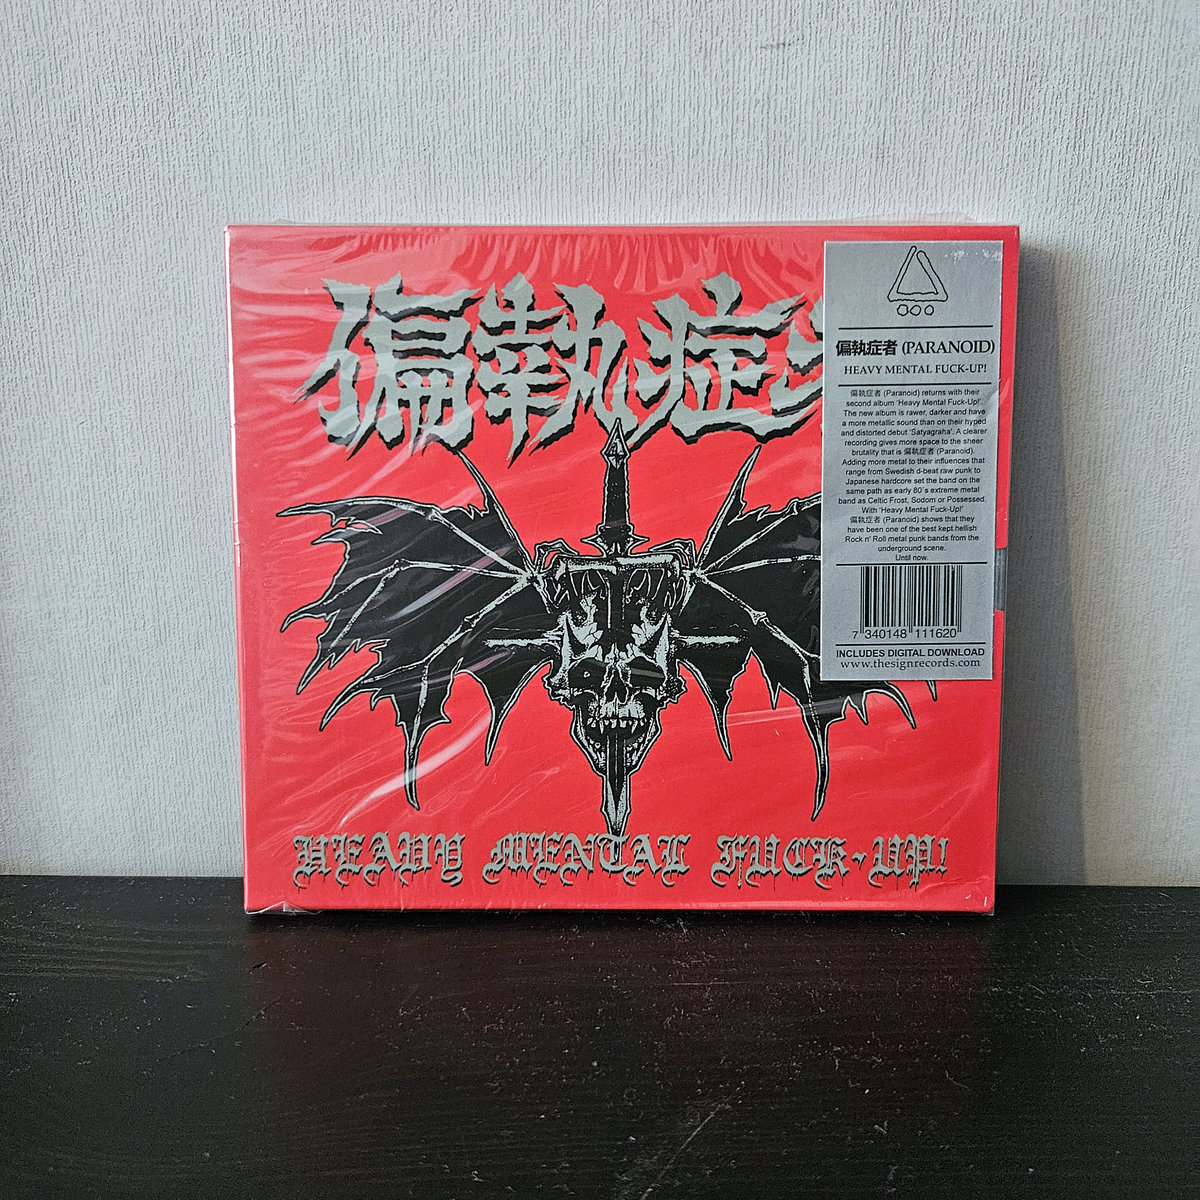 偏執症
偏執症者 (PARANOID)
HEAVY MENTAL FUCK-UP!
偏執症者 (Paranoid) returns with their
second album 'Heavy Mental Fuck-Up!'.
The new album is rawer, darker and have
a more metallic sound than on their hyped
and distorted debut 'Satyagraha'. A clearer
recording gives more space to the sheer
brutality that is 偏執症者 (Paranoid).
Adding more metal to their influences that
range from Swedish d-beat raw punk to
Japanese hardcore set the band on the
same path as early 80´s extreme metal
band as Celtic Frost, Sodom or Possessed.
With 'Heavy Mental Fuck-Up!'
偏執症者 (Paranoid) shows that they
have been one of the best kept hellish
Rock n' Roll metal punk bands from the
underground scene.
Until now.
7 340148 111620
INCLUDES DIGITAL DOWNLOAD
www.thesignrecords.com
HEAVY MENTAL FUCK-UP!